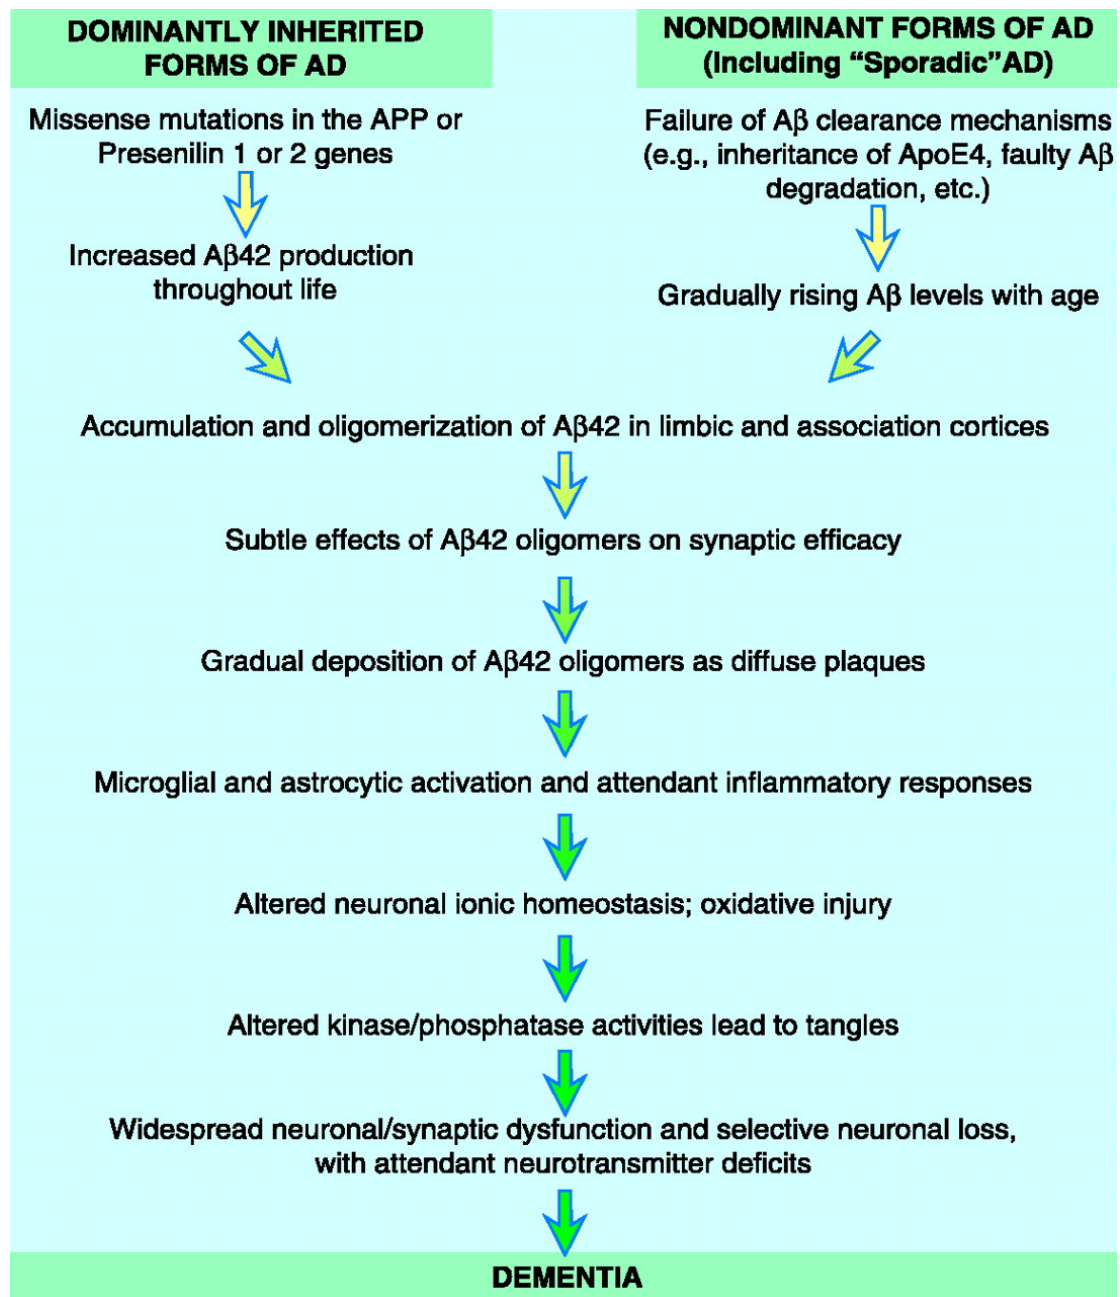 DOMINANTLY INHERITED
FORMS OF AD
NONDOMINANT FORMS OF AD
(Including “Sporadic”AD)
Missense mutations in the APP or
Presenilin 1 or 2 genes
Failure of Aβ clearance mechanisms
(e.g., inheritance of ApoE4, faulty Aβ
degradation, etc.)
Increased Aβ42 production
throughout life
Gradually rising Aβ levels with age
Accumulation and oligomerization of Aβ42 in limbic and association cortices
Subtle effects of Aβ42 oligomers on synaptic efficacy
Gradual deposition of Aβ42 oligomers as diffuse plaques
Microglial and astrocytic activation and attendant inflammatory responses
Altered neuronal ionic homeostasis; oxidative injury
Altered kinase/phosphatase activities lead to tangles
Widespread neuronal/synaptic dysfunction and selective neuronal loss,
with attendant neurotransmitter deficits
DEMENTIA